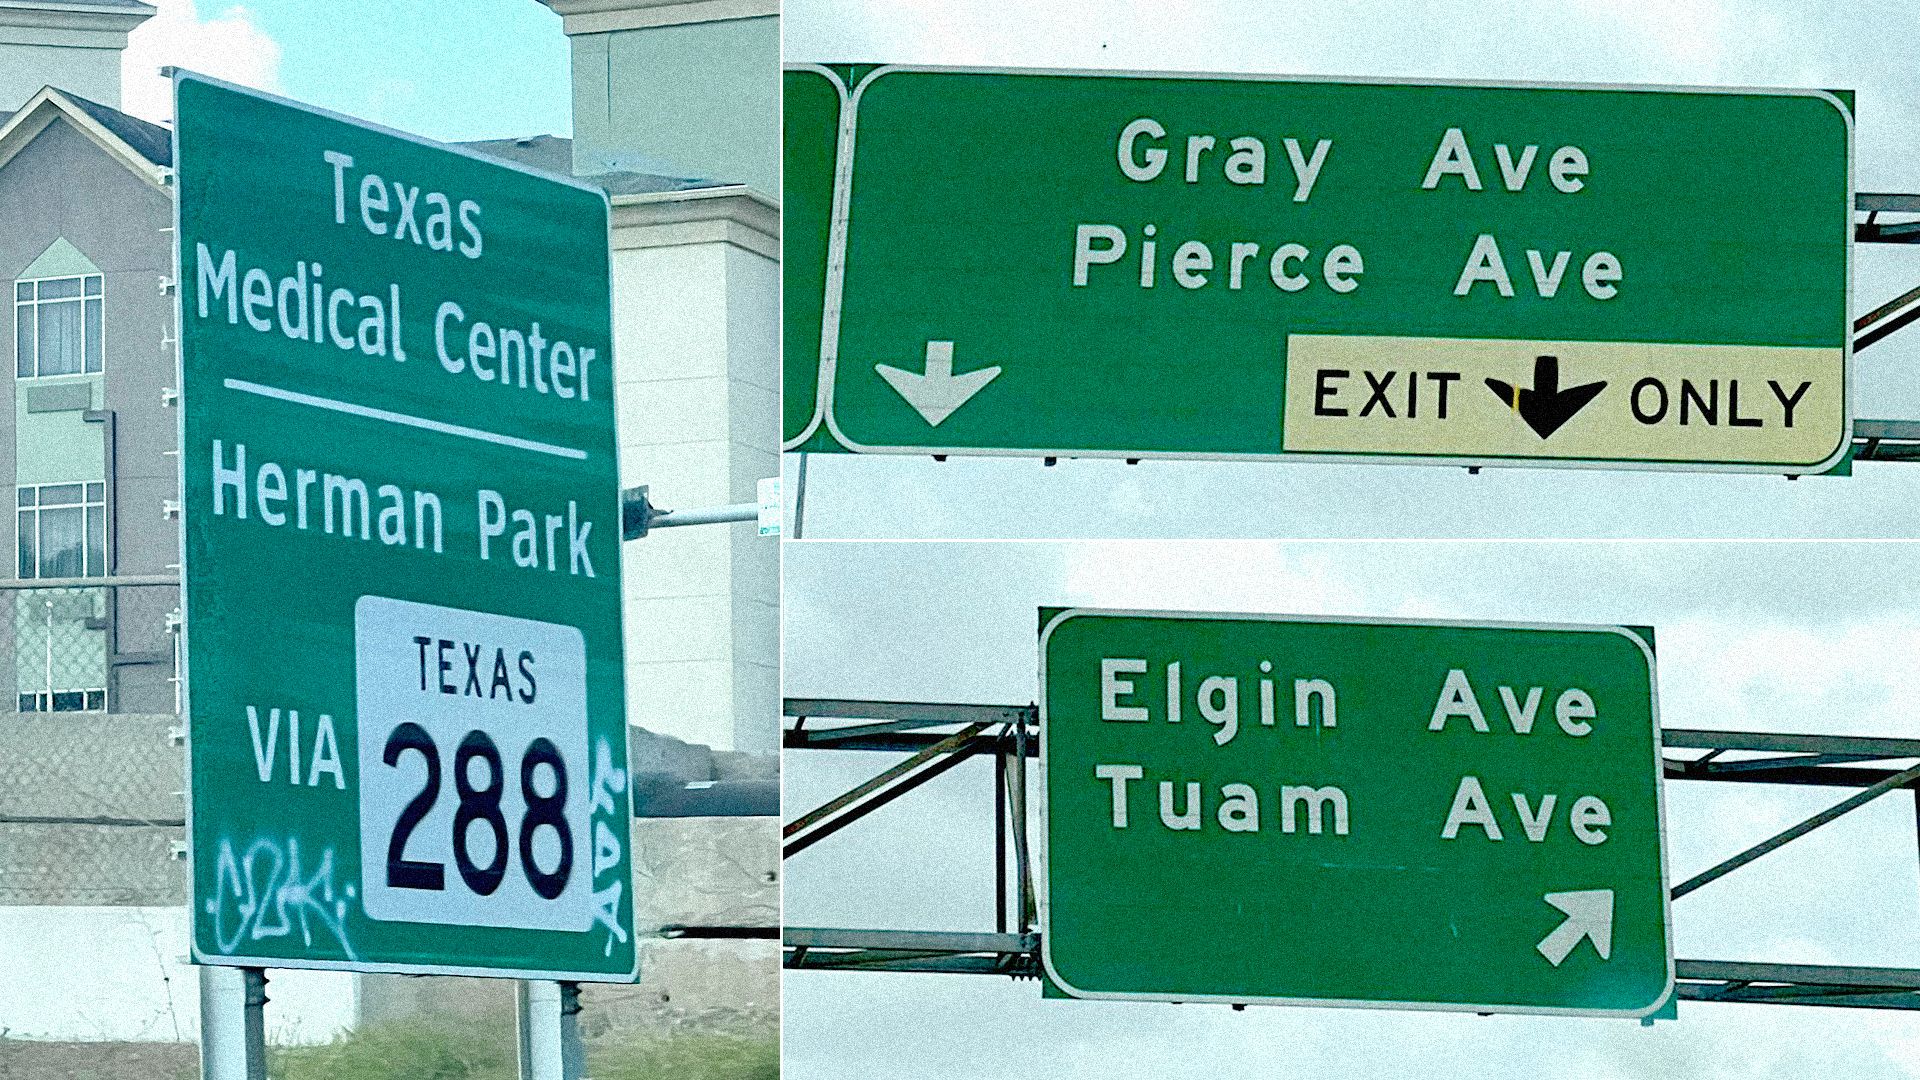 Texas
Medical Center
Herman Park
VIA
TEXAS
288
Gray Ave
Pierce Ave
EXIT ONLY
Elgin Ave
Tuam Ave